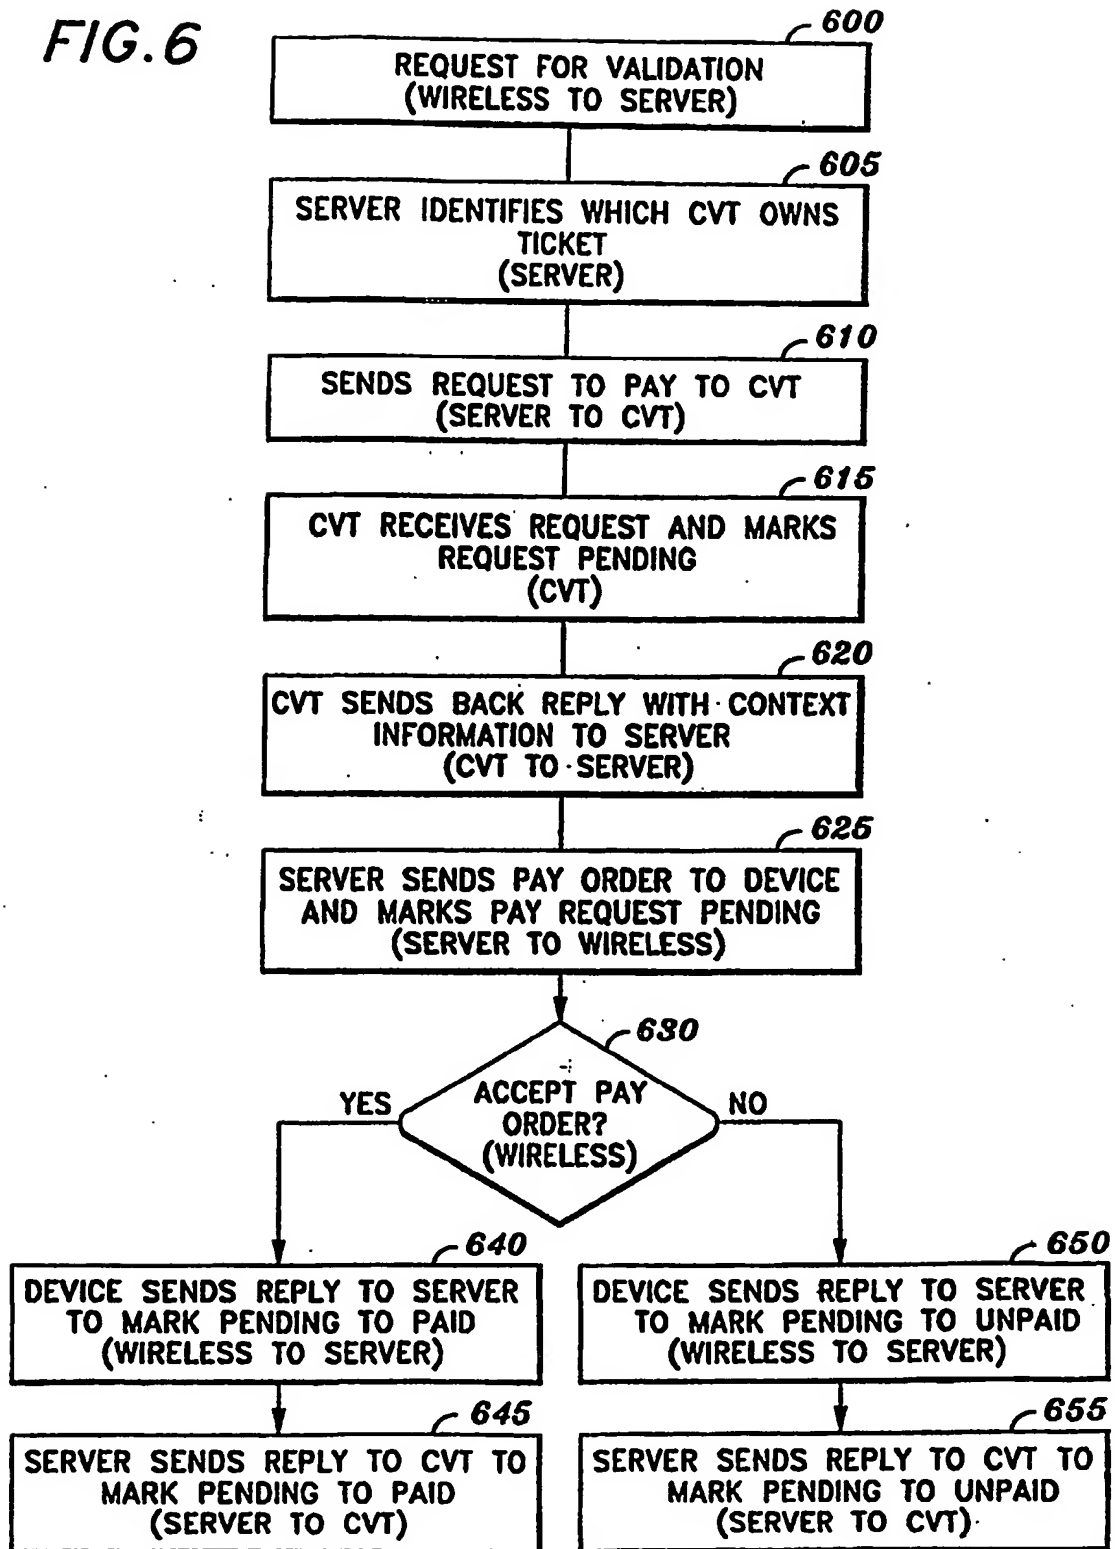 FIG. 6
600
REQUEST FOR VALIDATION
(WIRELESS TO SERVER)
605
SERVER IDENTIFIES WHICH CVT OWNS
TICKET
(SERVER)
610
SENDS REQUEST TO PAY TO CVT
(SERVER TO CVT)
615
CVT RECEIVES REQUEST AND MARKS
REQUEST PENDING
(CVT)
620
CVT SENDS BACK REPLY WITH CONTEXT
INFORMATION TO SERVER
(CVT TO SERVER)
625
SERVER SENDS PAY ORDER TO DEVICE
AND MARKS PAY REQUEST PENDING
(SERVER TO WIRELESS)
630
ACCEPT PAY
ORDER?
(WIRELESS)
YES
NO
640
DEVICE SENDS REPLY TO SERVER
TO MARK PENDING TO PAID
(WIRELESS TO SERVER)
650
DEVICE SENDS REPLY TO SERVER
TO MARK PENDING TO UNPAID
(WIRELESS TO SERVER)
645
SERVER SENDS REPLY TO CVT TO
MARK PENDING TO PAID
(SERVER TO CVT)
655
SERVER SENDS REPLY TO CVT TO
MARK PENDING TO UNPAID
(SERVER TO CVT)